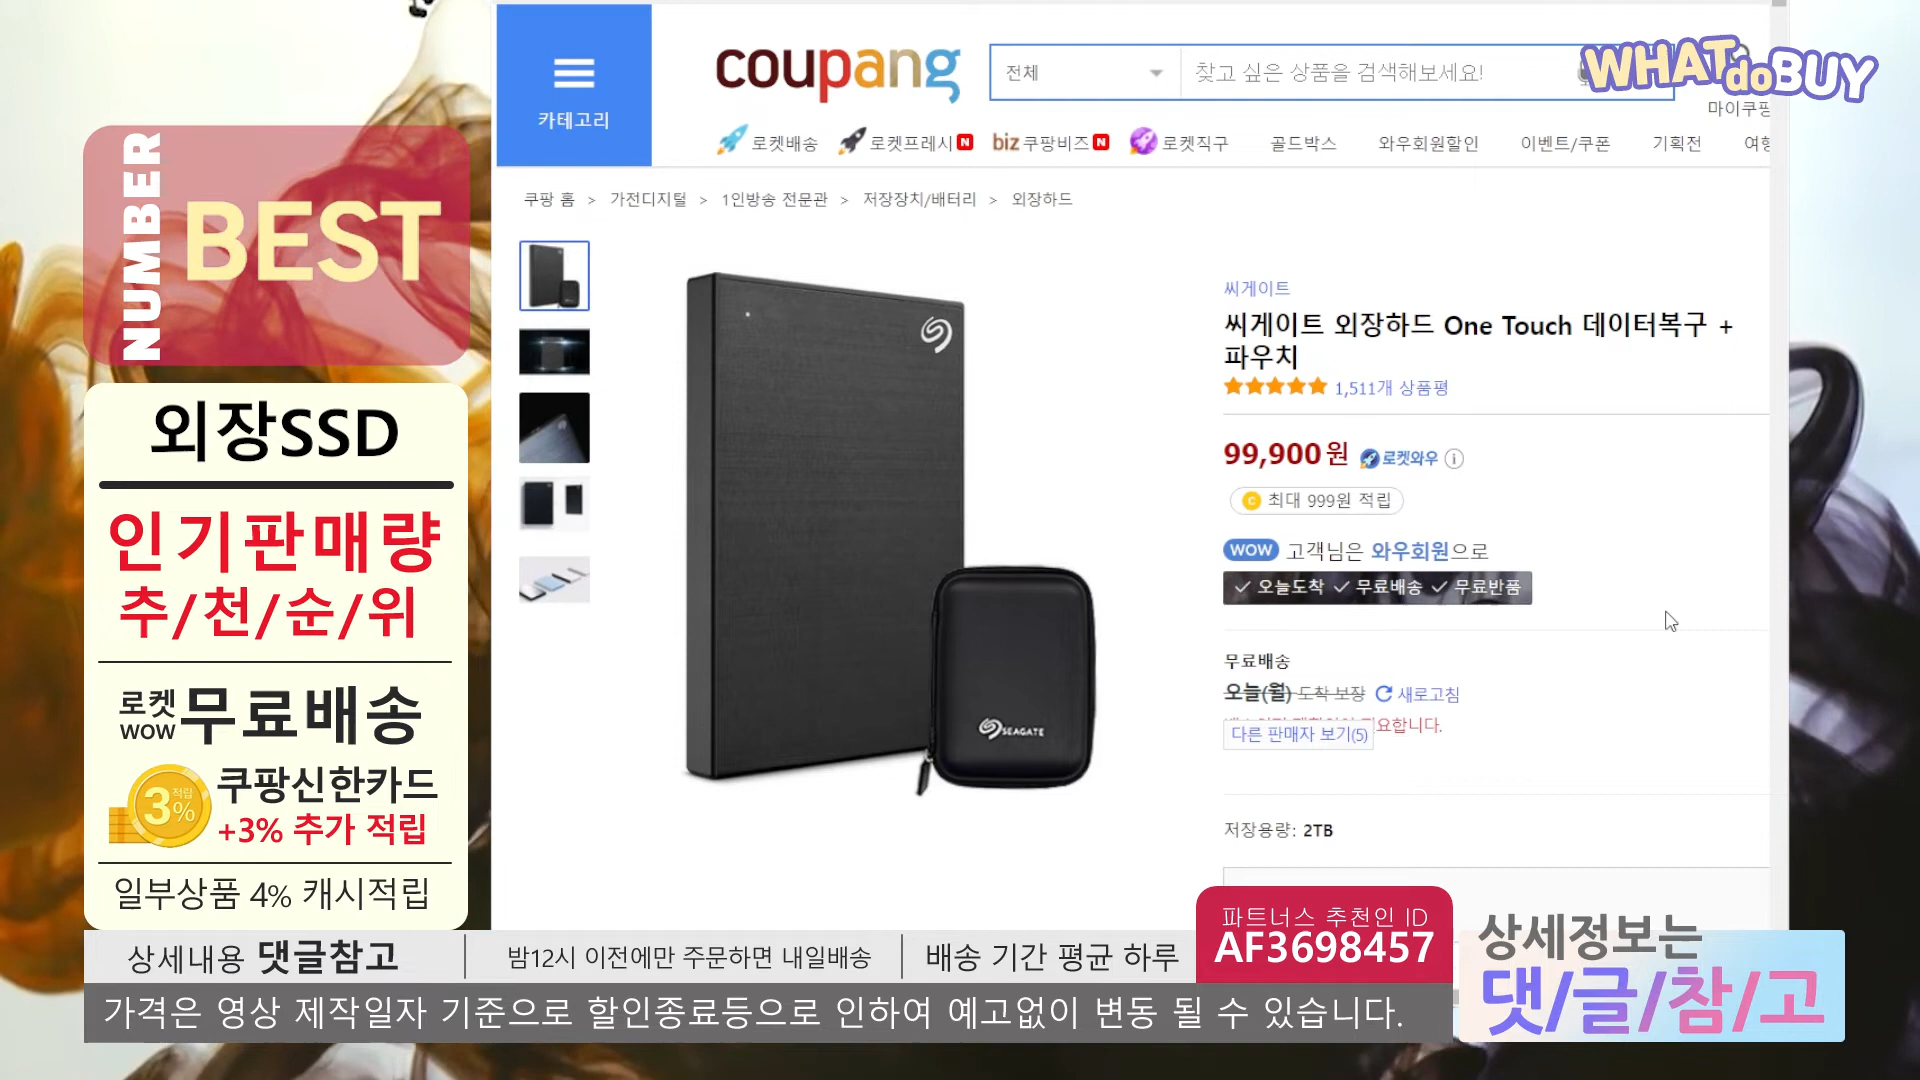 NUMBER
BEST
외장SSD
인기판매량
추/천/순/위
로켓
WOW
무료배송
3%
적립
쿠팡신한카드
+3% 추가 적립
일부상품 4% 캐시적립
카테고리
coupang
전체
찾고 싶은 상품을 검색해보세요!
WHAT do BUY
마이쿠팡
로켓배송
로켓프레시 N
biz 쿠팡비즈 N
로켓직구
골드박스
와우회원할인
이벤트/쿠폰
기획전
쿠팡 홈 > 가전디지털 > 1인방송 전문관 > 저장장치/배터리 > 외장하드
SEAGATE
씨게이트
씨게이트 외장하드 One Touch 데이터복구 +
파우치
1,511개 상품평
99,900원 로켓와우
최대 999원 적립
WOW 고객님은 와우회원으로
✓ 오늘도착 ✓ 무료배송 ✓ 무료반품
무료배송
오늘(월) 도착 보장 새로고침
요합니다.
다른 판매자 보기(5)
저장용량: 2TB
상세내용 댓글참고
밤12시 이전에만 주문하면 내일배송
배송 기간 평균 하루
파트너스 추천인 ID
AF3698457
상세정보는
댓/글/참/고
가격은 영상 제작일자 기준으로 할인종료등으로 인하여 예고없이 변동 될 수 있습니다.